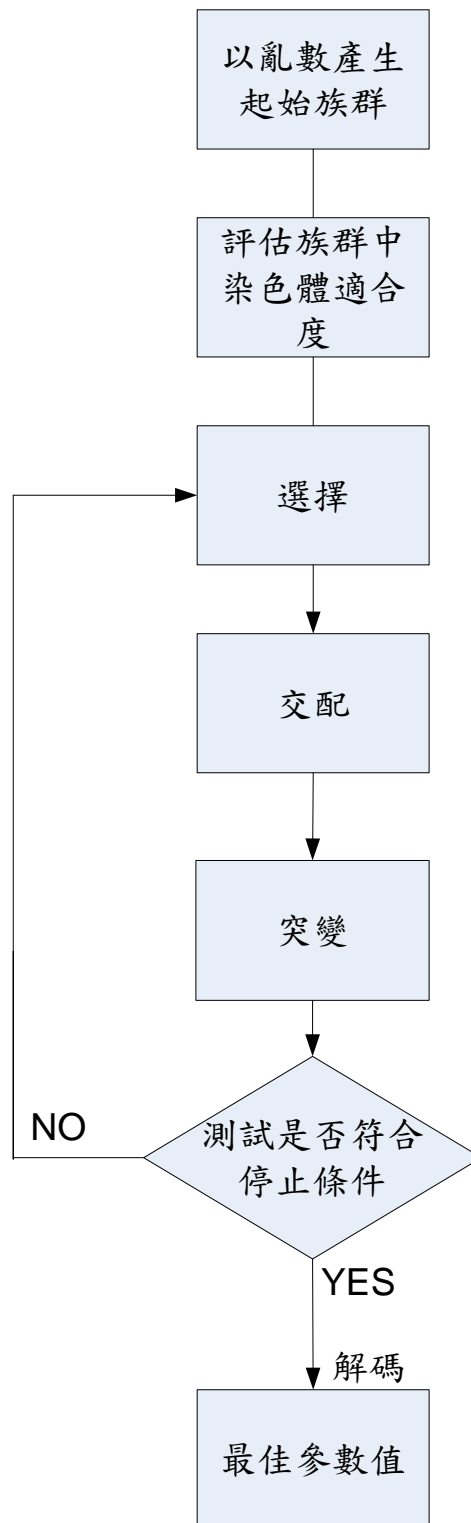 以亂數產生
起始族群
評估族群中
染色體適合
度
選擇
交配
突變
測試是否符合
停止條件
NO
YES
解碼
最佳參數值